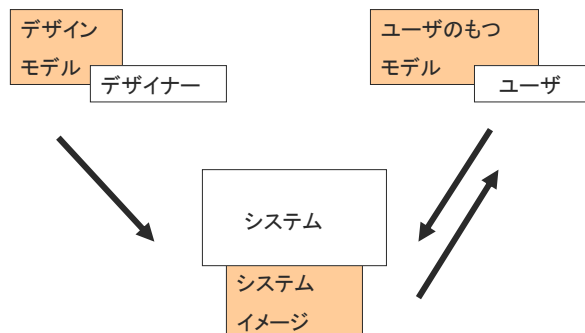 デザイン
モデル
デザイナー
ユーザのもつ
モデル
ユーザ
システム
システム
イメージ